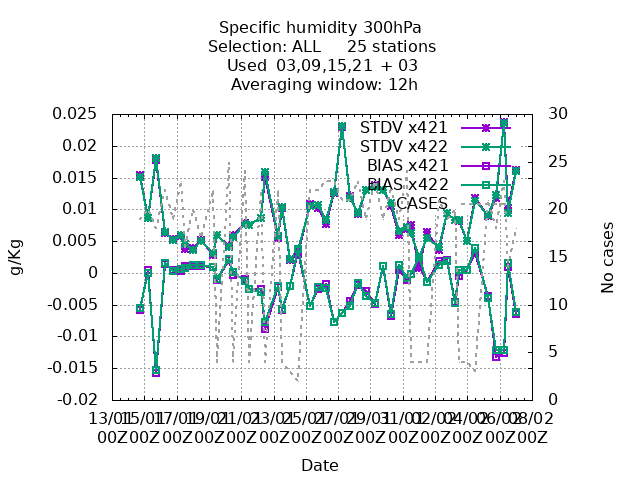 Specific humidity 300hPa
Selection: ALL 25 stations
Used 03,09,15,21 + 03
Averaging window: 12h
0.025
0.02
0.015
0.01
0.005
0
-0.005
-0.01
-0.015
-0.02
30
25
20
15
10
5
0
STDV x421
STDV x422
BIAS x421
BIAS x422
CASES
g/Kg
No cases
13/01 15/01 17/01 19/01 21/01 23/01 25/01 27/01 29/01 31/01 02/02 04/02 06/02 08/02
00Z 00Z 00Z 00Z 00Z 00Z 00Z 00Z 00Z 00Z 00Z 00Z 00Z 00Z
Date